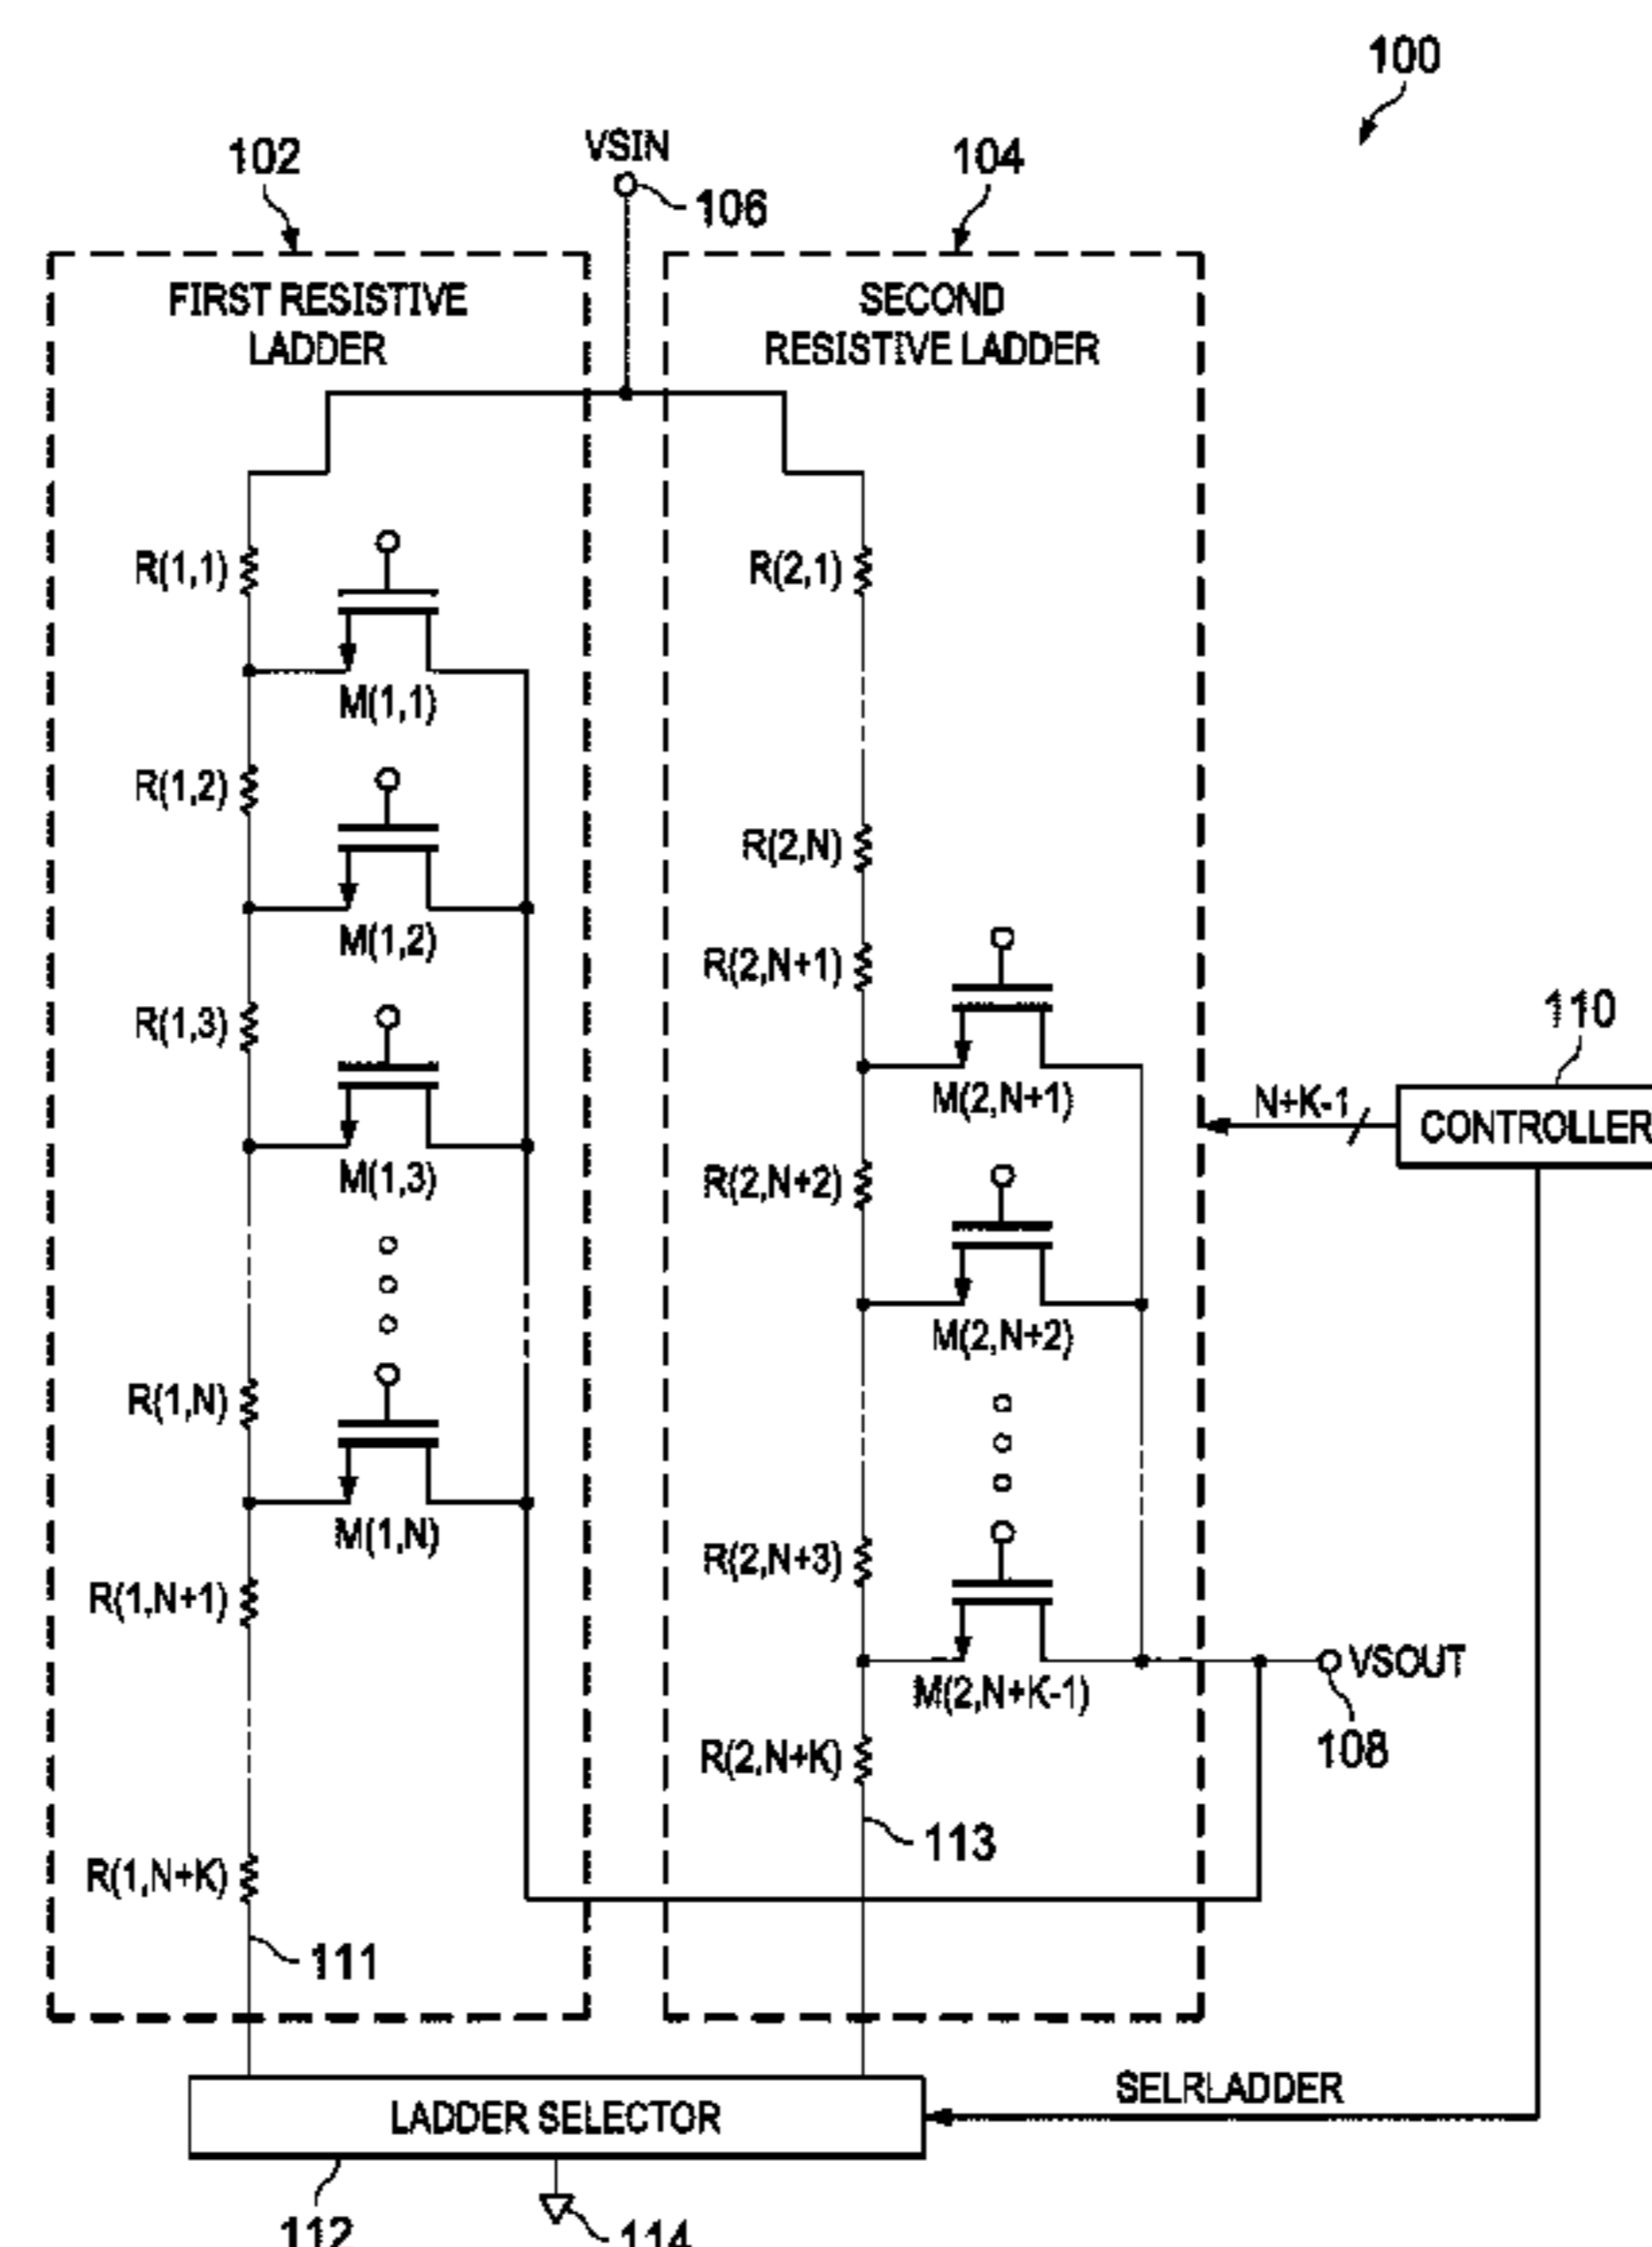 100
102
VSIN
104
106
FIRST RESISTIVE
LADDER
SECOND
RESISTIVE LADDER
R(1,1)
M(1,1)
R(1,2)
M(1,2)
R(1,3)
M(1,3)
R(1,N)
M(1,N)
R(1,N+1)
R(1,N+K)
111
R(2,1)
R(2,N)
R(2,N+1)
M(2,N+1)
R(2,N+2)
M(2,N+2)
R(2,N+3)
M(2,N+K-1)
R(2,N+K)
113
110
N+K-1
CONTROLLER
VSOUT
108
SELRLADDER
LADDER SELECTOR
112
114